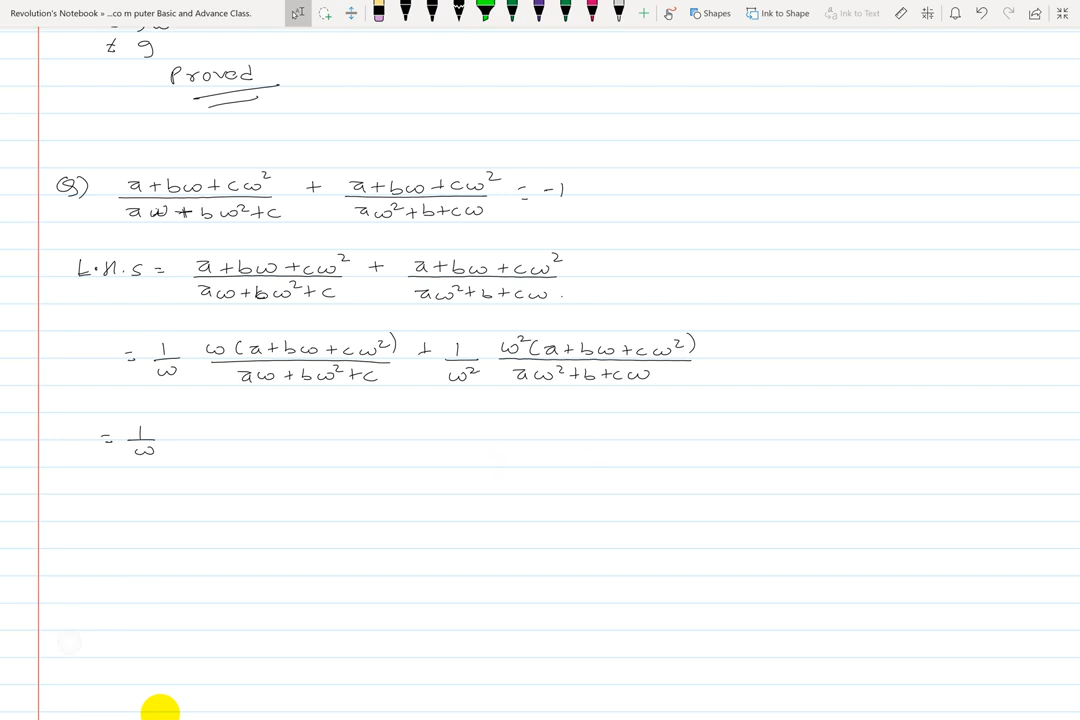 Revolution's Notebook » ...co m puter Basic and Advance Class. Shapes Ink to Shape Ink to Text
Proved
Q) (a+bω+cω²)/(aω+bω²+c) + (a+bω+cω²)/(aω²+b+cω) = -1
L.H.S = (a+bω+cω²)/(aω+bω²+c) + (a+bω+cω²)/(aω²+b+cω).
= 1/ω ω(a+bω+cω²)/(aω+bω²+c) + 1/ω² ω²(a+bω+cω²)/(aω²+b+cω)
= 1/ω